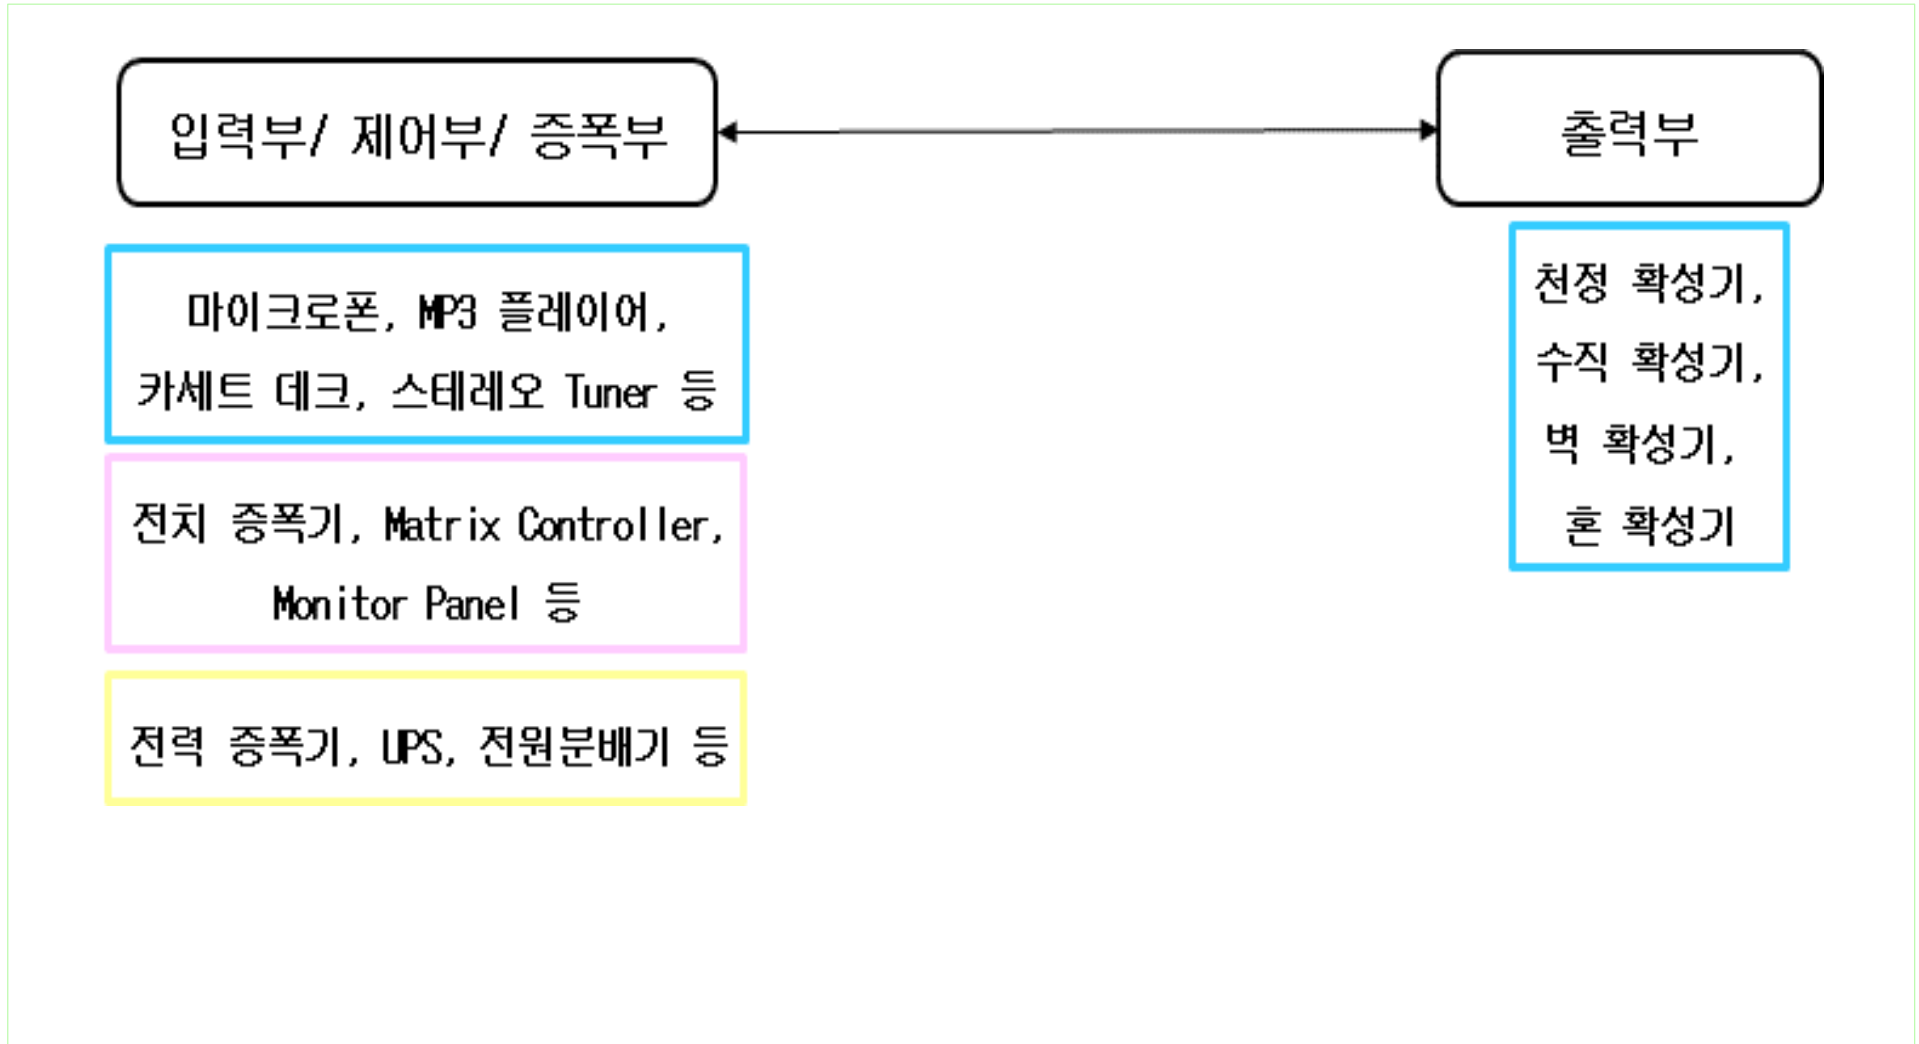 입력부/ 제어부/ 증폭부
출력부
마이크로폰, MP3 플레이어,
카세트 데크, 스테레오 Tuner 등
전치 증폭기, Matrix Controller,
Monitor Panel 등
전력 증폭기, UPS, 전원분배기 등
천정 확성기,
수직 확성기,
벽 확성기,
혼 확성기